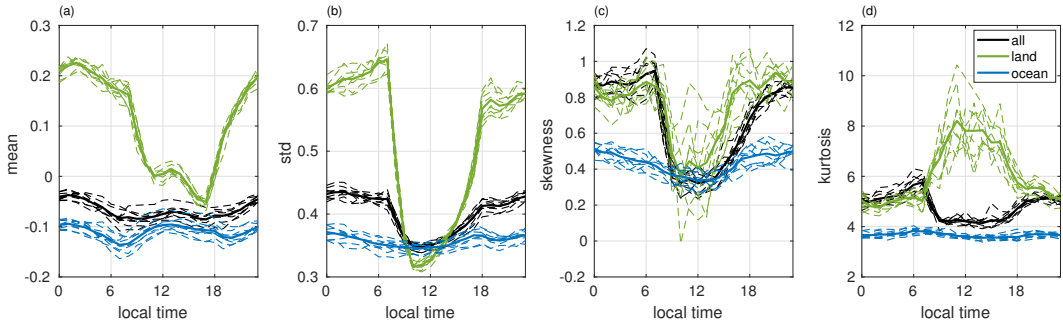 (a)
mean
0.3
0.2
0.1
0
-0.1
-0.2
0 6 12 18
local time
(b)
std
0.7
0.6
0.5
0.4
0.3
0 6 12 18
local time
(c)
skewness
1.2
1
0.8
0.6
0.4
0.2
0
-0.2
0 6 12 18
local time
(d)
kurtosis
12
10
8
6
4
2
0 6 12 18
local time
all
land
ocean